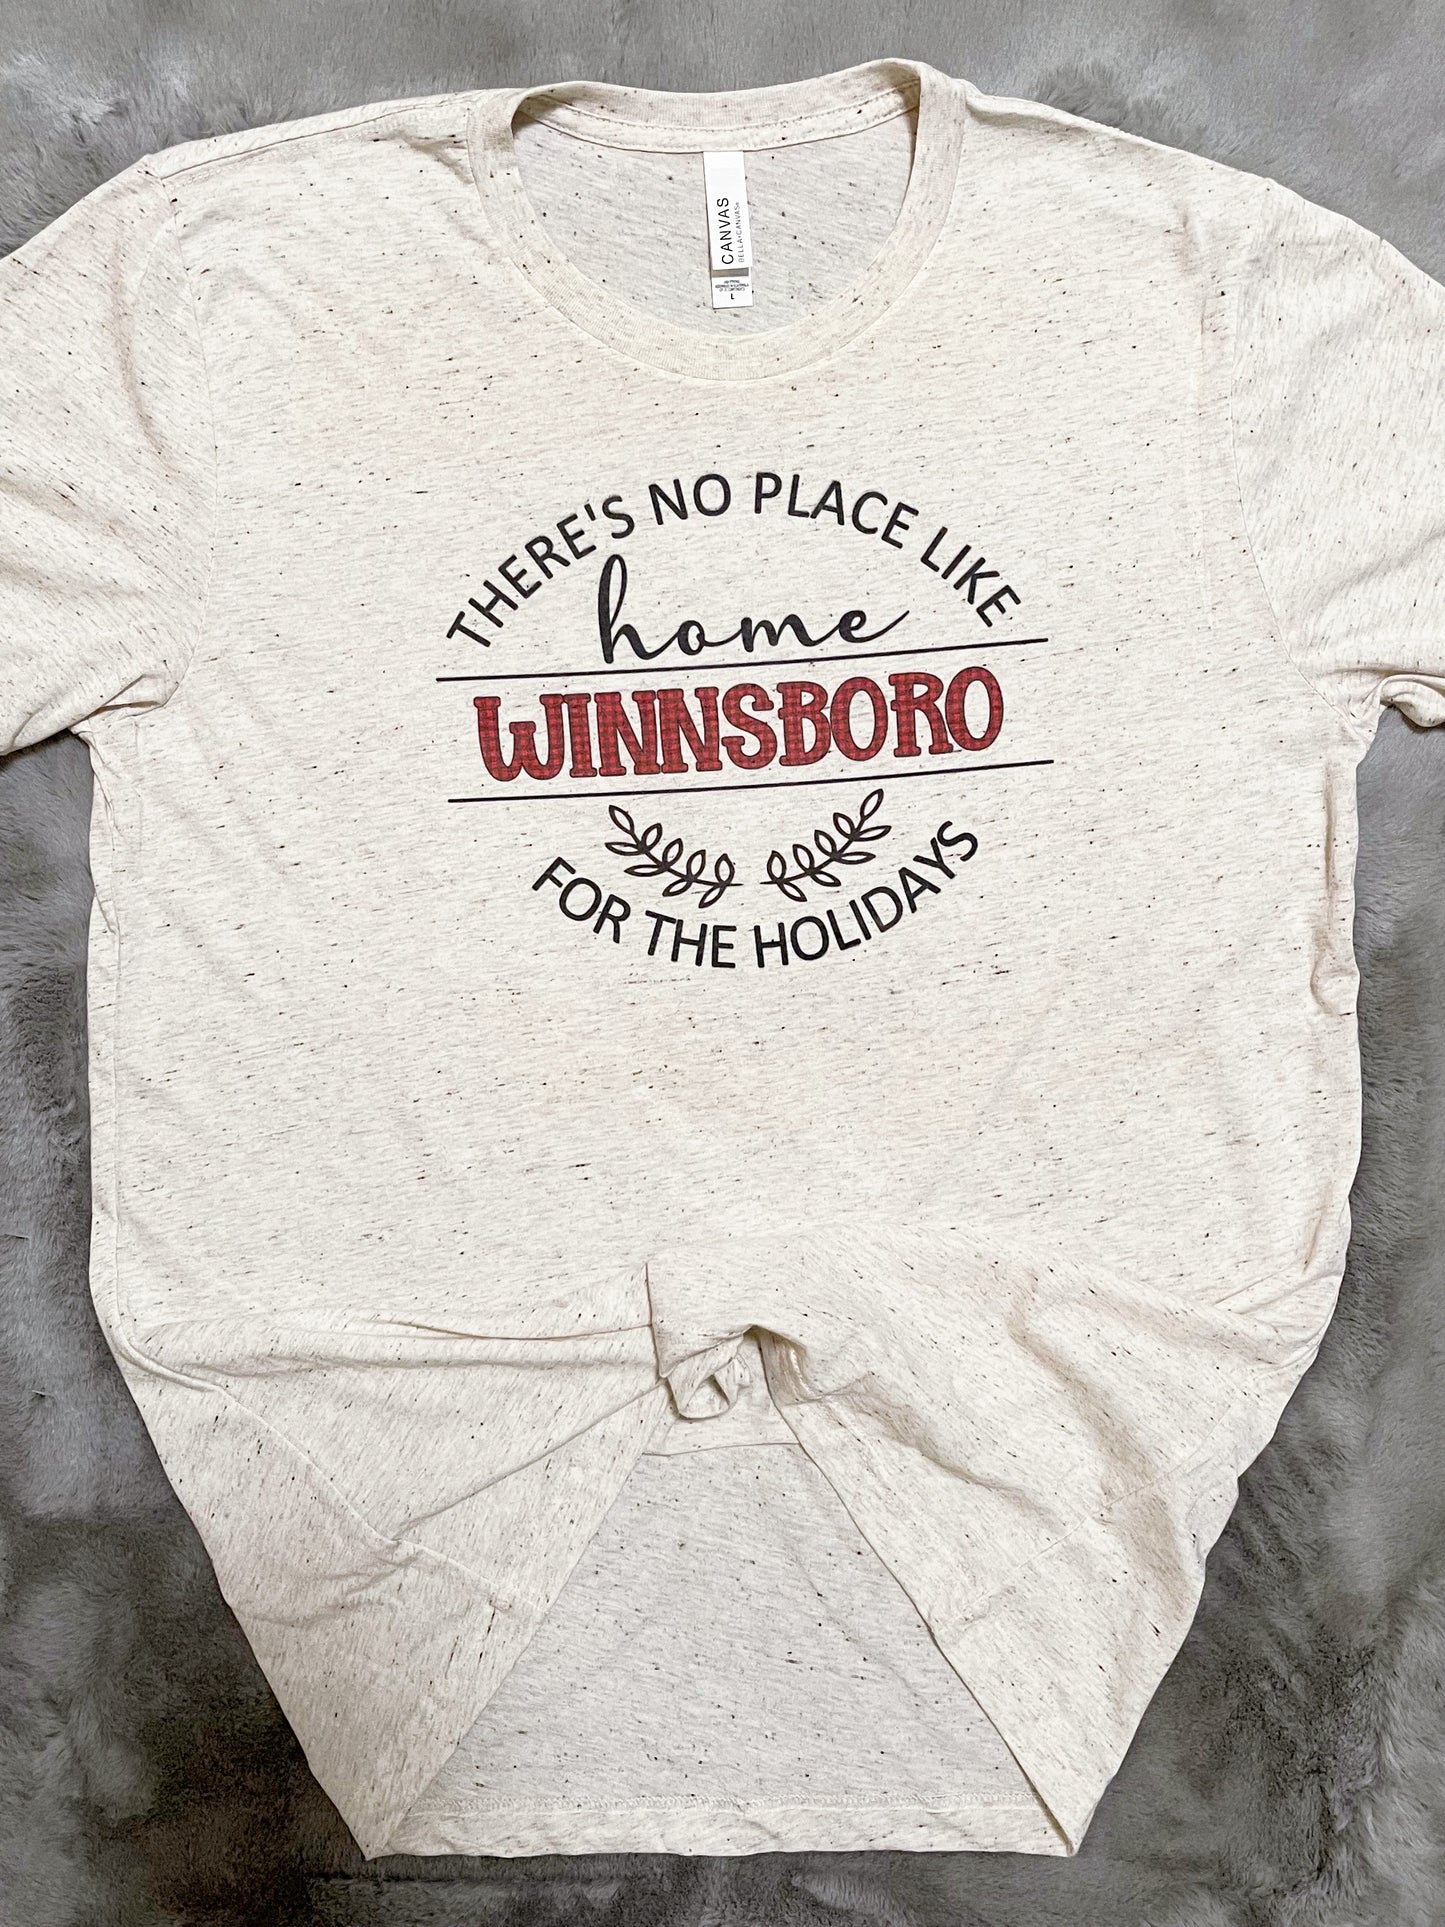 CANVAS
BELLA+CANVAS®
L
THERE'S NO PLACE LIKE
home
WINNSBORO
FOR THE HOLIDAYS